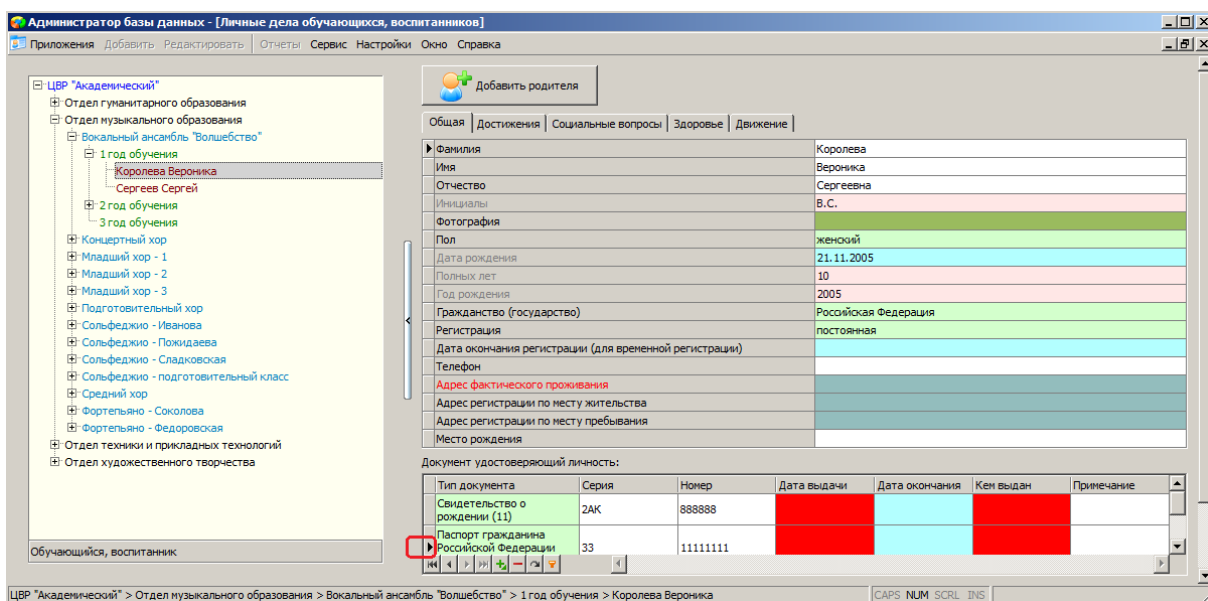 Администратор базы данных - [Личные дела обучающихся, воспитанников]
Приложения Добавить Редактировать Отчеты Сервис Настройки Окно Справка
ЦВР "Академический"
Отдел гуманитарного образования
Отдел музыкального образования
Вокальный ансамбль "Волшебство"
1 год обучения
Королева Вероника
Сергеев Сергей
2 год обучения
3 год обучения
Концертный хор
Младший хор - 1
Младший хор - 2
Младший хор - 3
Подготовительный хор
Сольфеджио - Иванова
Сольфеджио - Пожидаева
Сольфеджио - Сладковская
Сольфеджио - подготовительный класс
Средний хор
Фортепьяно - Соколова
Фортепьяно - Федоровская
Отдел техники и прикладных технологий
Отдел художественного творчества
Обучающийся, воспитанник
Добавить родителя
Общая Достижения Социальные вопросы Здоровье Движение
Фамилия Королева
Имя Вероника
Отчество Сергеевна
Инициалы В.С.
Фотография
Пол женский
Дата рождения 21.11.2005
Полных лет 10
Год рождения 2005
Гражданство (государство) Российская Федерация
Регистрация постоянная
Дата окончания регистрации (для временной регистрации)
Телефон
Адрес фактического проживания
Адрес регистрации по месту жительства
Адрес регистрации по месту пребывания
Место рождения
Документ удостоверяющий личность:
Тип документа Серия Номер Дата выдачи Дата окончания Кем выдан Примечание
Свидетельство о
рождении (11) 2АК 888888
Паспорт гражданина
Российской Федерации 33 11111111
ЦВР "Академический" > Отдел музыкального образования > Вокальный ансамбль "Волшебство" > 1 год обучения > Королева Вероника CAPS NUM SCRL INS